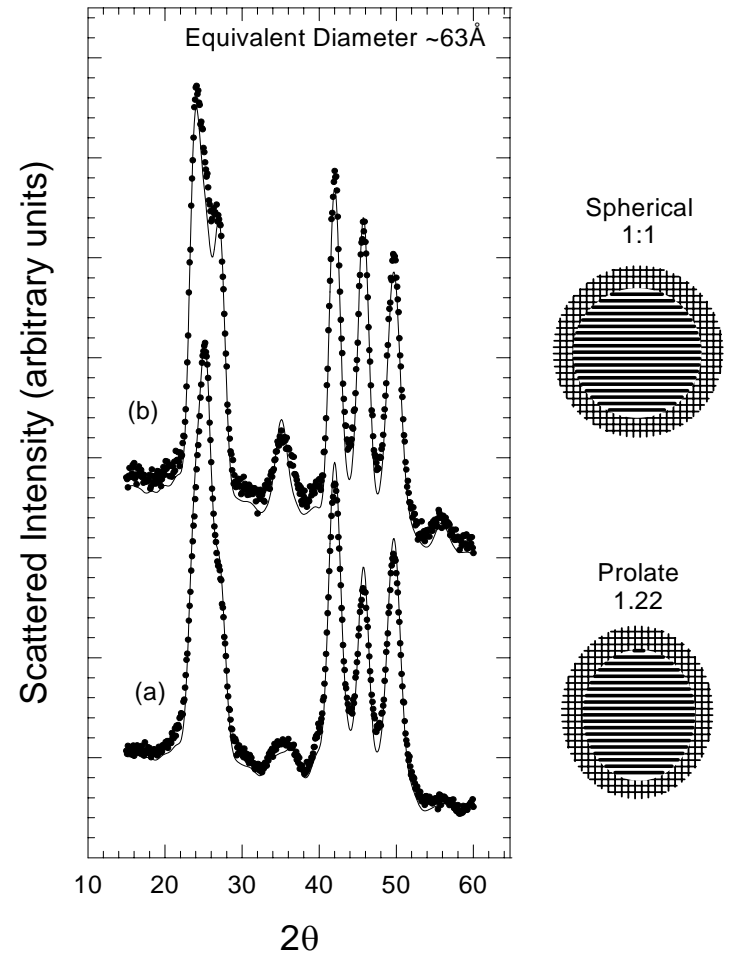 Equivalent Diameter ~63Å
Scattered Intensity (arbitrary units)
(b)
(a)
10 20 30 40 50 60
2θ
Spherical
1:1
Prolate
1.22